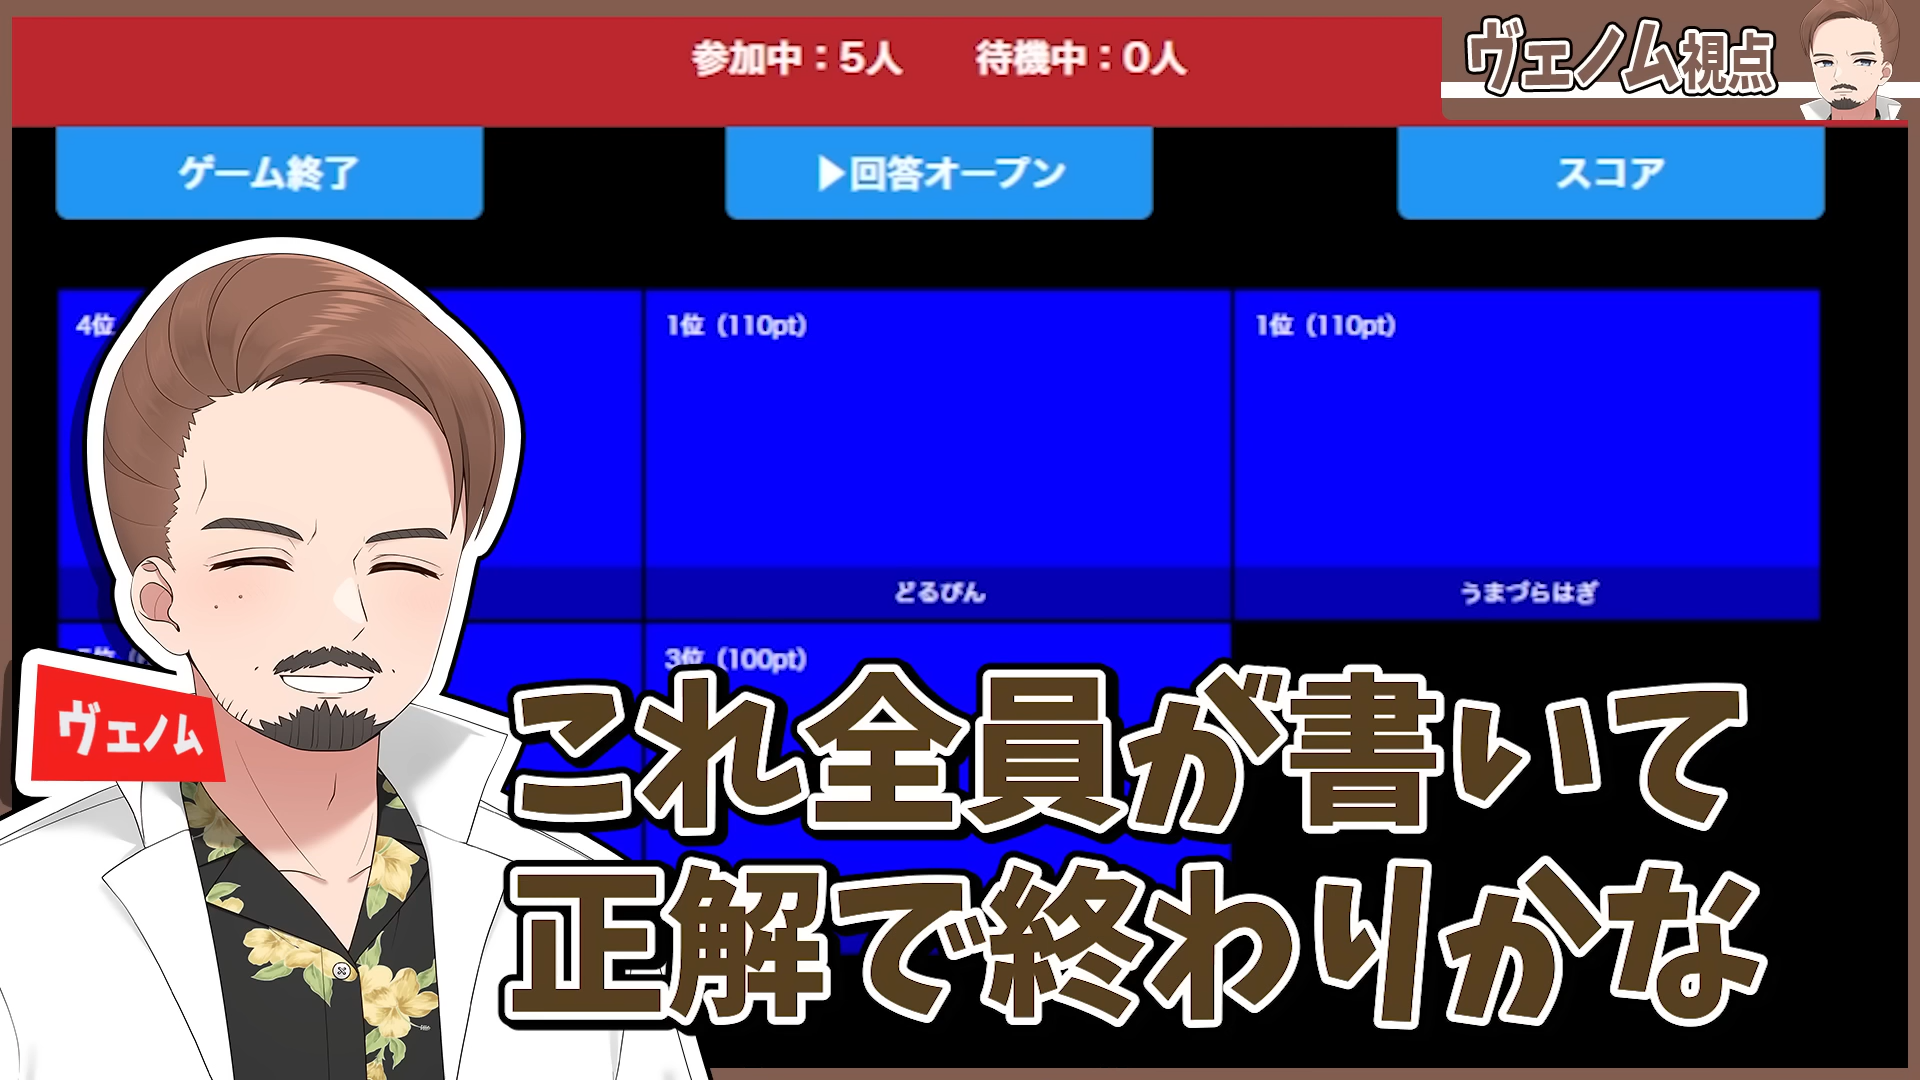 参加中：5人　　待機中：0人
ヴェノム視点
ゲーム終了
▶回答オープン
スコア
4位
1位（110pt）
1位（110pt）
どるぴん
うまづらはぎ
3位（100pt）
ヴェノム
これ全員が書いて
正解で終わりかな